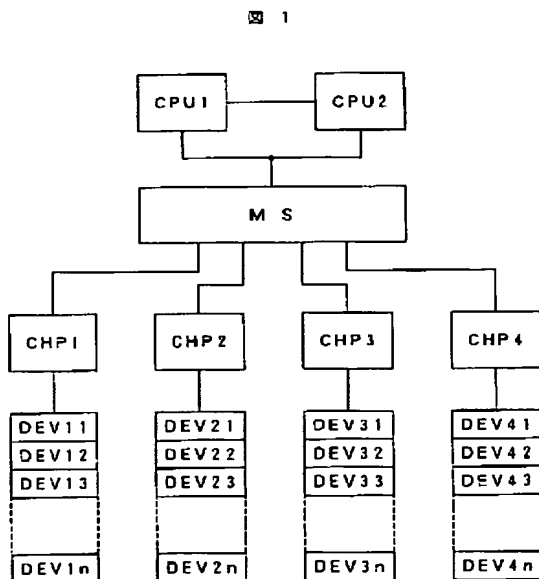 図 1
CPU1 CPU2
M S
CHP1 CHP2 CHP3 CHP4
DEV11 DEV21 DEV31 DEV41
DEV12 DEV22 DEV32 DEV42
DEV13 DEV23 DEV33 DEV43
DEV1n DEV2n DEV3n DEV4n